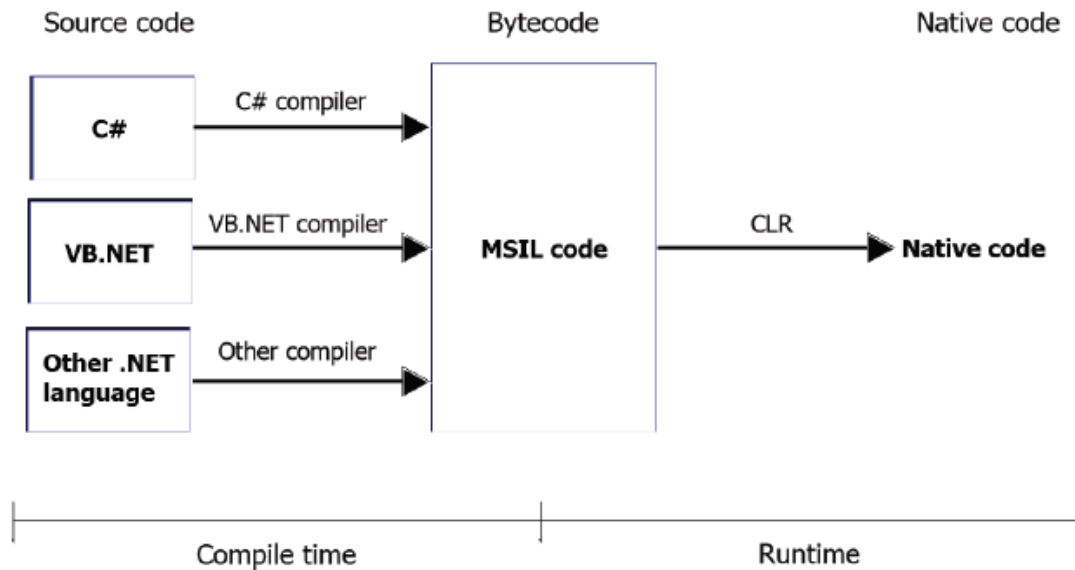 Source code
Bytecode
Native code
C# compiler
C#
VB.NET compiler
VB.NET
MSIL code
CLR
Native code
Other compiler
Other .NET
language
Compile time
Runtime